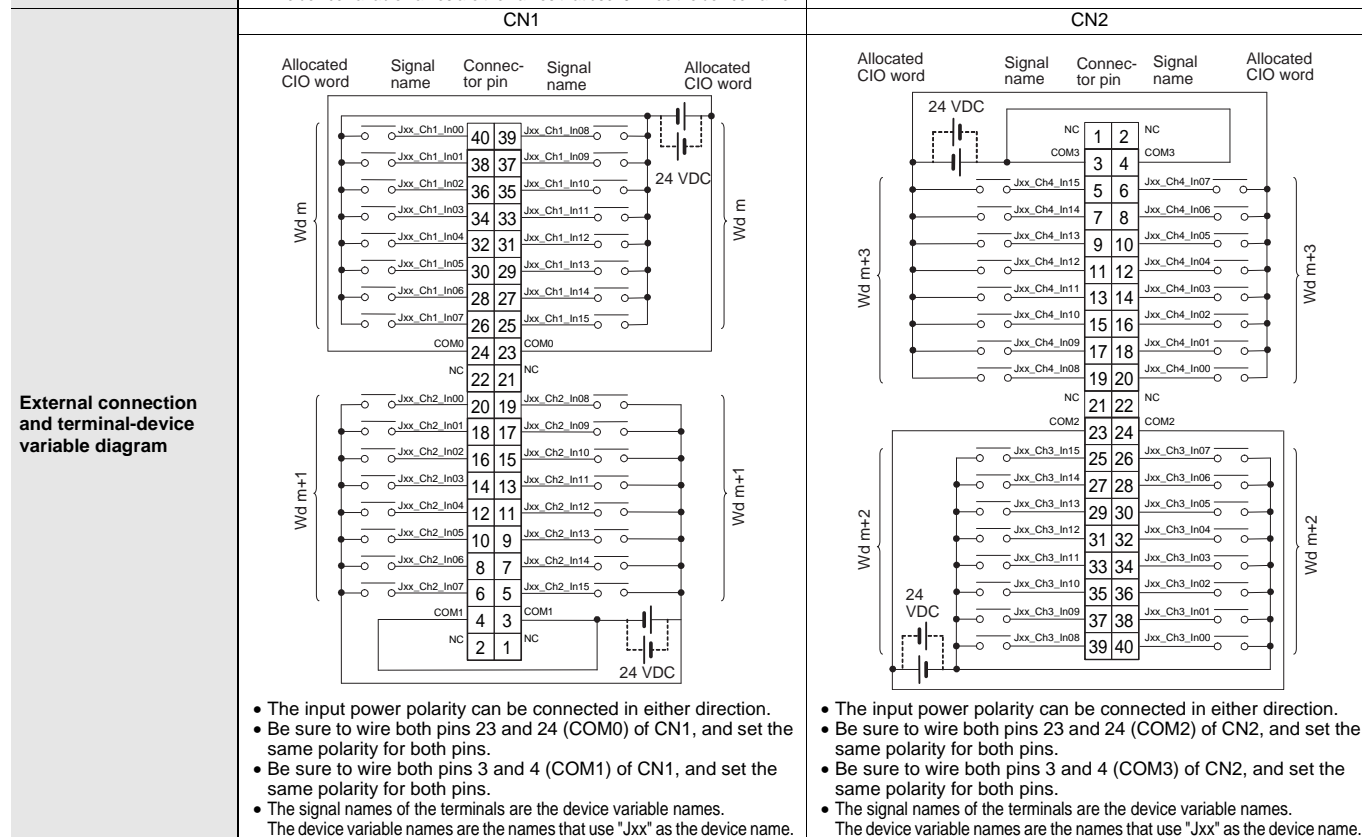 CN1
CN2
External connection
and terminal-device
variable diagram
Allocated CIO word
Signal name
Connec-tor pin
Signal name
Allocated CIO word
24 VDC
Wd m
Wd m
Jxx_Ch1_In00 40 39 Jxx_Ch1_In08
Jxx_Ch1_In01 38 37 Jxx_Ch1_In09
Jxx_Ch1_In02 36 35 Jxx_Ch1_In10
Jxx_Ch1_In03 34 33 Jxx_Ch1_In11
Jxx_Ch1_In04 32 31 Jxx_Ch1_In12
Jxx_Ch1_In05 30 29 Jxx_Ch1_In13
Jxx_Ch1_In06 28 27 Jxx_Ch1_In14
Jxx_Ch1_In07 26 25 Jxx_Ch1_In15
COM0 24 23 COM0
NC 22 21 NC
Wd m+1
Wd m+1
Jxx_Ch2_In00 20 19 Jxx_Ch2_In08
Jxx_Ch2_In01 18 17 Jxx_Ch2_In09
Jxx_Ch2_In02 16 15 Jxx_Ch2_In10
Jxx_Ch2_In03 14 13 Jxx_Ch2_In11
Jxx_Ch2_In04 12 11 Jxx_Ch2_In12
Jxx_Ch2_In05 10 9 Jxx_Ch2_In13
Jxx_Ch2_In06 8 7 Jxx_Ch2_In14
Jxx_Ch2_In07 6 5 Jxx_Ch2_In15
COM1 4 3 COM1
NC 2 1 NC
24 VDC
• The input power polarity can be connected in either direction.
• Be sure to wire both pins 23 and 24 (COM0) of CN1, and set the
same polarity for both pins.
• Be sure to wire both pins 3 and 4 (COM1) of CN1, and set the
same polarity for both pins.
• The signal names of the terminals are the device variable names.
The device variable names are the names that use "Jxx" as the device name.
Allocated CIO word
Signal name
Connec-tor pin
Signal name
Allocated CIO word
24 VDC
NC 1 2 NC
COM3 3 4 COM3
Wd m+3
Wd m+3
Jxx_Ch4_In15 5 6 Jxx_Ch4_In07
Jxx_Ch4_In14 7 8 Jxx_Ch4_In06
Jxx_Ch4_In13 9 10 Jxx_Ch4_In05
Jxx_Ch4_In12 11 12 Jxx_Ch4_In04
Jxx_Ch4_In11 13 14 Jxx_Ch4_In03
Jxx_Ch4_In10 15 16 Jxx_Ch4_In02
Jxx_Ch4_In09 17 18 Jxx_Ch4_In01
Jxx_Ch4_In08 19 20 Jxx_Ch4_In00
NC 21 22 NC
COM2 23 24 COM2
Wd m+2
Wd m+2
Jxx_Ch3_In15 25 26 Jxx_Ch3_In07
Jxx_Ch3_In14 27 28 Jxx_Ch3_In06
Jxx_Ch3_In13 29 30 Jxx_Ch3_In05
Jxx_Ch3_In12 31 32 Jxx_Ch3_In04
Jxx_Ch3_In11 33 34 Jxx_Ch3_In03
Jxx_Ch3_In10 35 36 Jxx_Ch3_In02
Jxx_Ch3_In09 37 38 Jxx_Ch3_In01
Jxx_Ch3_In08 39 40 Jxx_Ch3_In00
24
VDC
• The input power polarity can be connected in either direction.
• Be sure to wire both pins 23 and 24 (COM2) of CN2, and set the
same polarity for both pins.
• Be sure to wire both pins 3 and 4 (COM3) of CN2, and set the
same polarity for both pins.
• The signal names of the terminals are the device variable names.
The device variable names are the names that use "Jxx" as the device name.